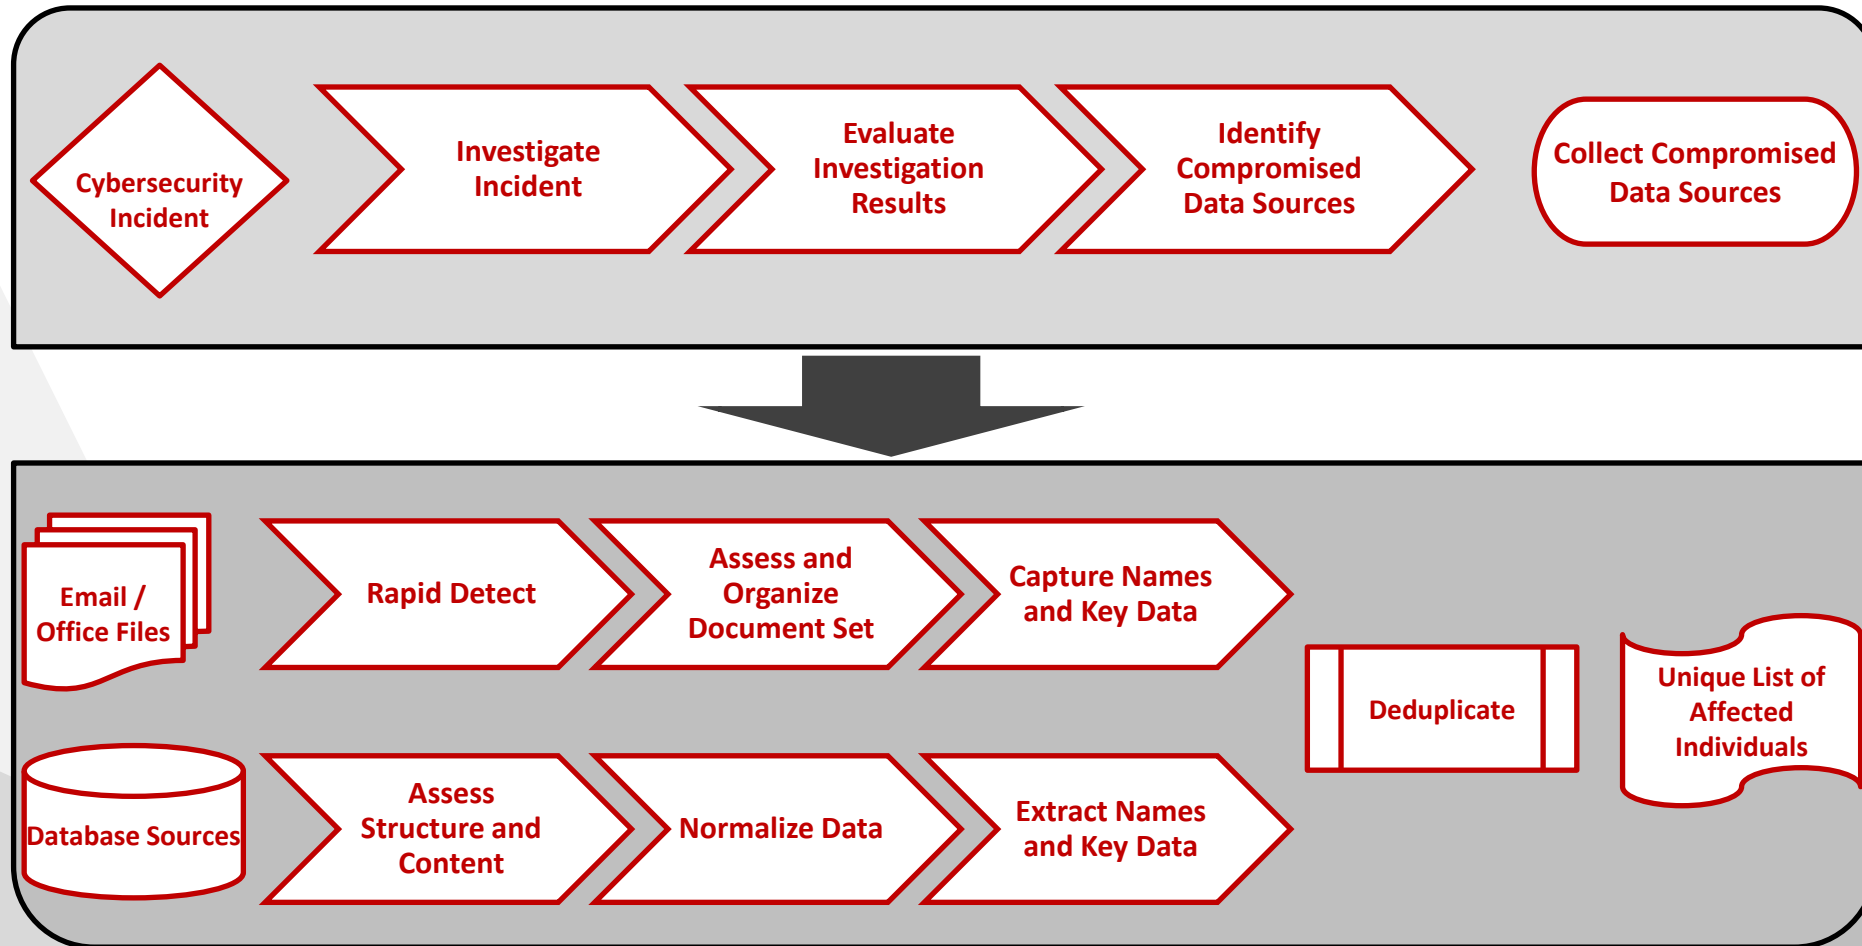 Cybersecurity
Incident
Investigate
Incident
Evaluate
Investigation
Results
Identify
Compromised
Data Sources
Collect Compromised
Data Sources
Email /
Office Files
Rapid Detect
Assess and
Organize
Document Set
Capture Names
and Key Data
Database Sources
Assess
Structure and
Content
Normalize Data
Extract Names
and Key Data
Deduplicate
Unique List of
Affected
Individuals